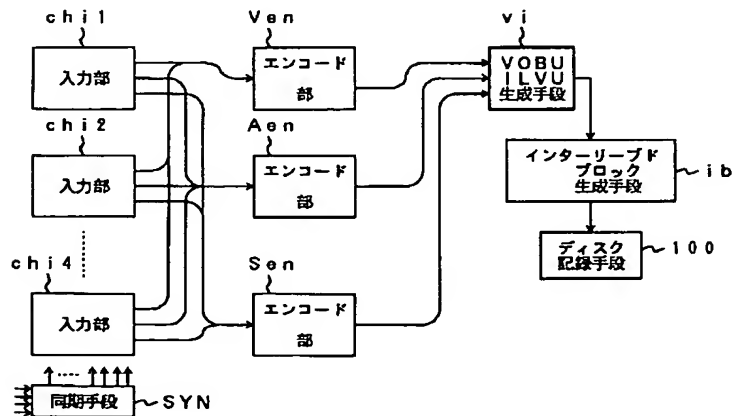 chi1
Ven
vi
入力部
エンコード
部
VOBU
ILVU
生成手段
chi2
Aen
入力部
エンコード
部
インターリーブド
ブロック
生成手段
ib
chi4
Sen
ディスク
記録手段
100
入力部
エンコード
部
同期手段
SYN